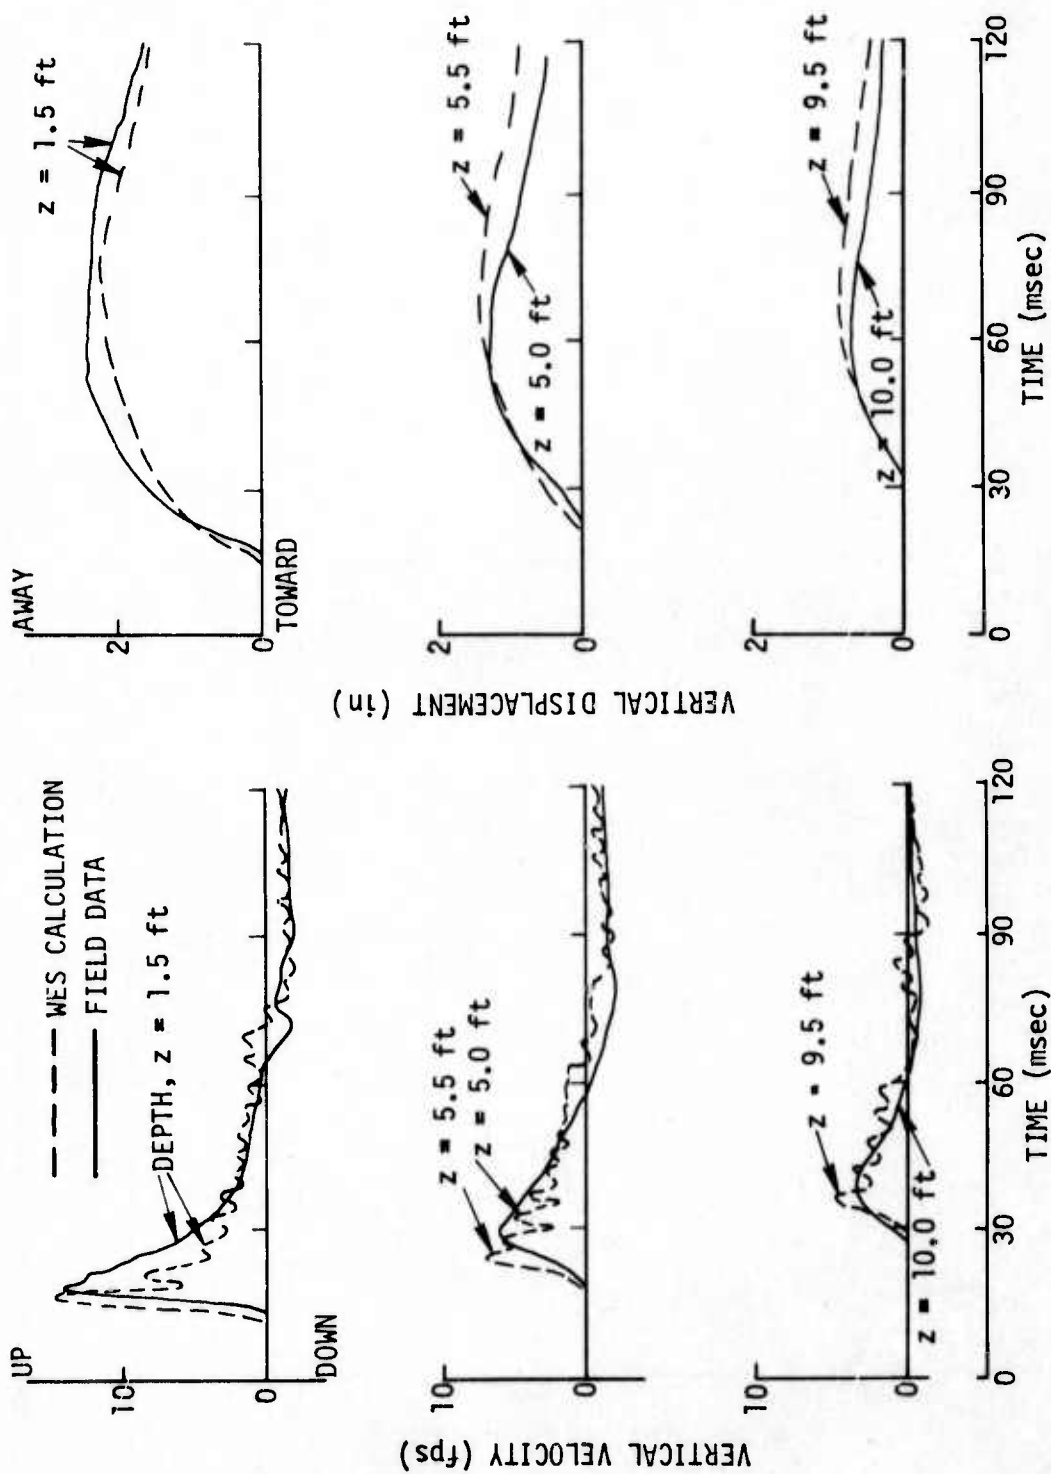 UP
10
0
DOWN
WES CALCULATION
FIELD DATA
DEPTH, z = 1.5 ft
10
0
z = 5.5 ft
z = 5.0 ft
10
0
z = 9.5 ft
z = 10.0 ft
0
30
60
90
120
TIME (msec)
VERTICAL VELOCITY (fps)
AWAY
2
0
TOWARD
z = 1.5 ft
2
0
z = 5.5 ft
z = 5.0 ft
2
0
z = 9.5 ft
z = 10.0 ft
0
30
60
90
120
TIME (msec)
VERTICAL DISPLACEMENT (in)